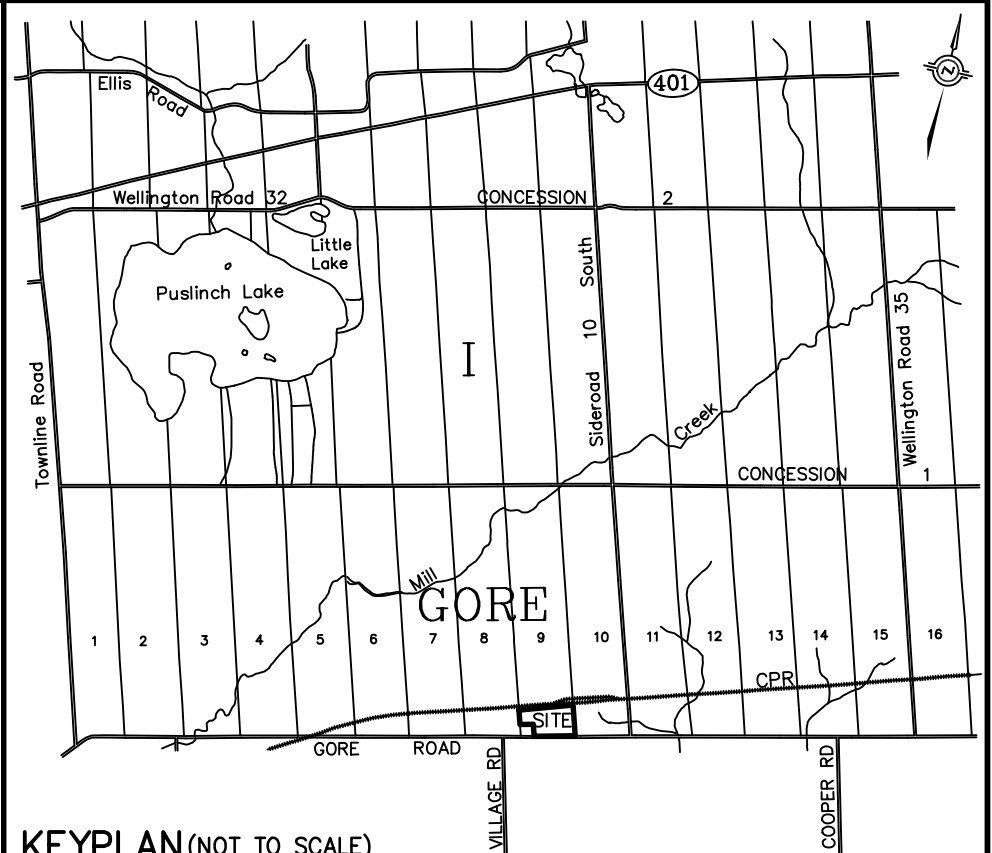 Ellis Road
401
N
Wellington Road 32
CONCESSION 2
Little
Lake
Puslinch Lake
Sideroad 10 South
Wellington Road 35
I
Townline Road
Creek
CONCESSION 1
Mill
GORE
1 2 3 4 5 6 7 8 9 10 11 12 13 14 15 16
CPR
SITE
GORE ROAD
VILLAGE RD
COOPER RD
KEYPLAN (NOT TO SCALE)